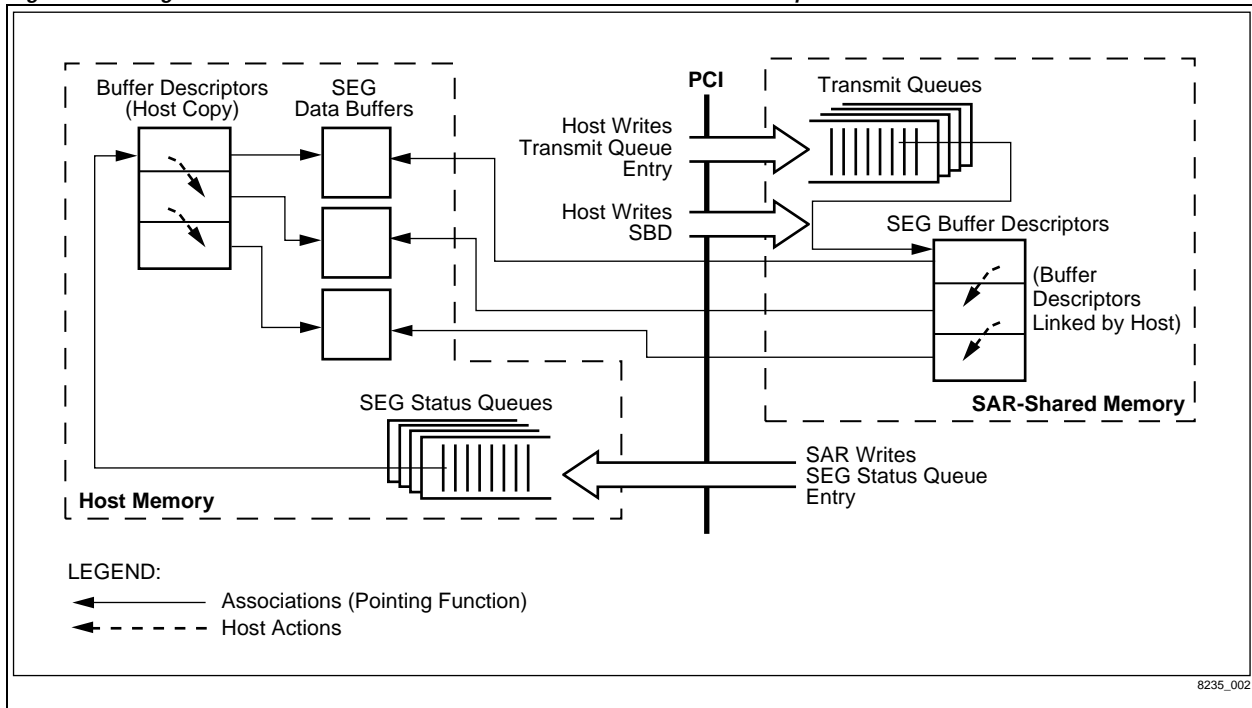 Buffer Descriptors
(Host Copy)
SEG
Data Buffers
PCI
Transmit Queues
Host Writes
Transmit Queue
Entry
Host Writes
SBD
SEG Buffer Descriptors
(Buffer
Descriptors
Linked by Host)
SAR-Shared Memory
SEG Status Queues
SAR Writes
SEG Status Queue
Entry
Host Memory
LEGEND:
Associations (Pointing Function)
Host Actions
8235_002